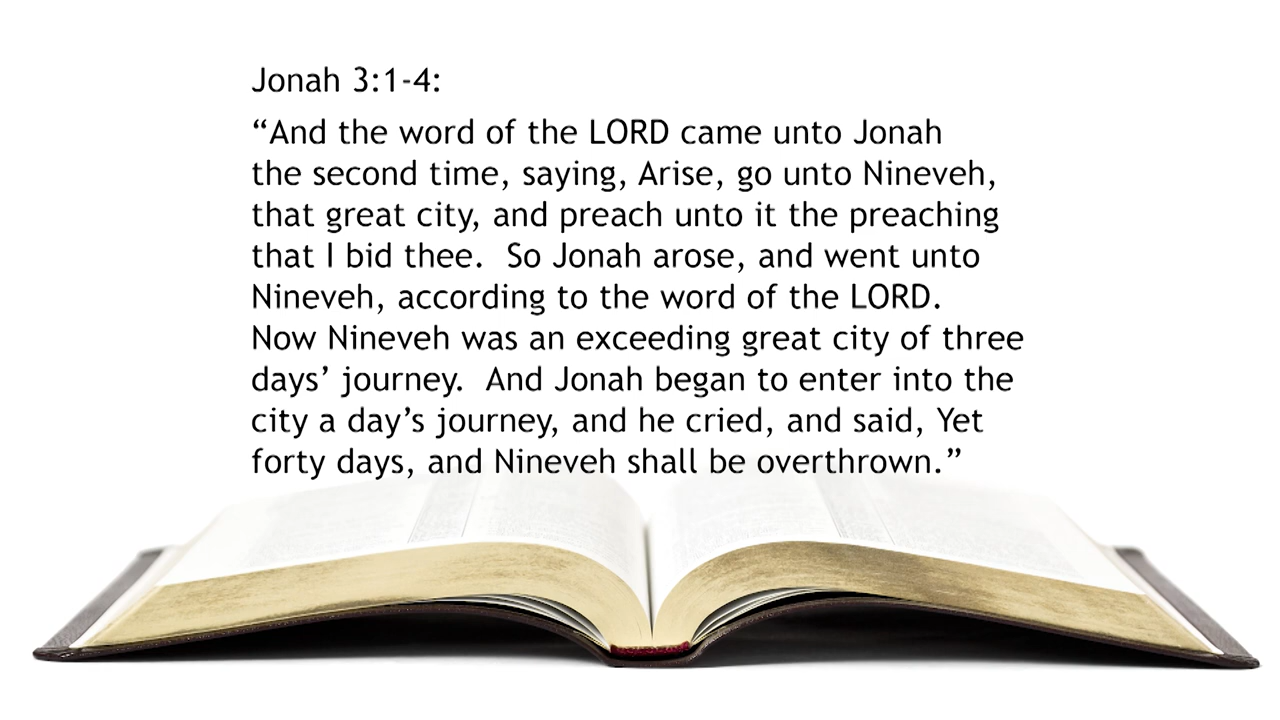 Jonah 3:1-4:
“And the word of the LORD came unto Jonah
the second time, saying, Arise, go unto Nineveh,
that great city, and preach unto it the preaching
that I bid thee.  So Jonah arose, and went unto
Nineveh, according to the word of the LORD.
Now Nineveh was an exceeding great city of three
days’ journey.  And Jonah began to enter into the
city a day’s journey, and he cried, and said, Yet
forty days, and Nineveh shall be overthrown.”